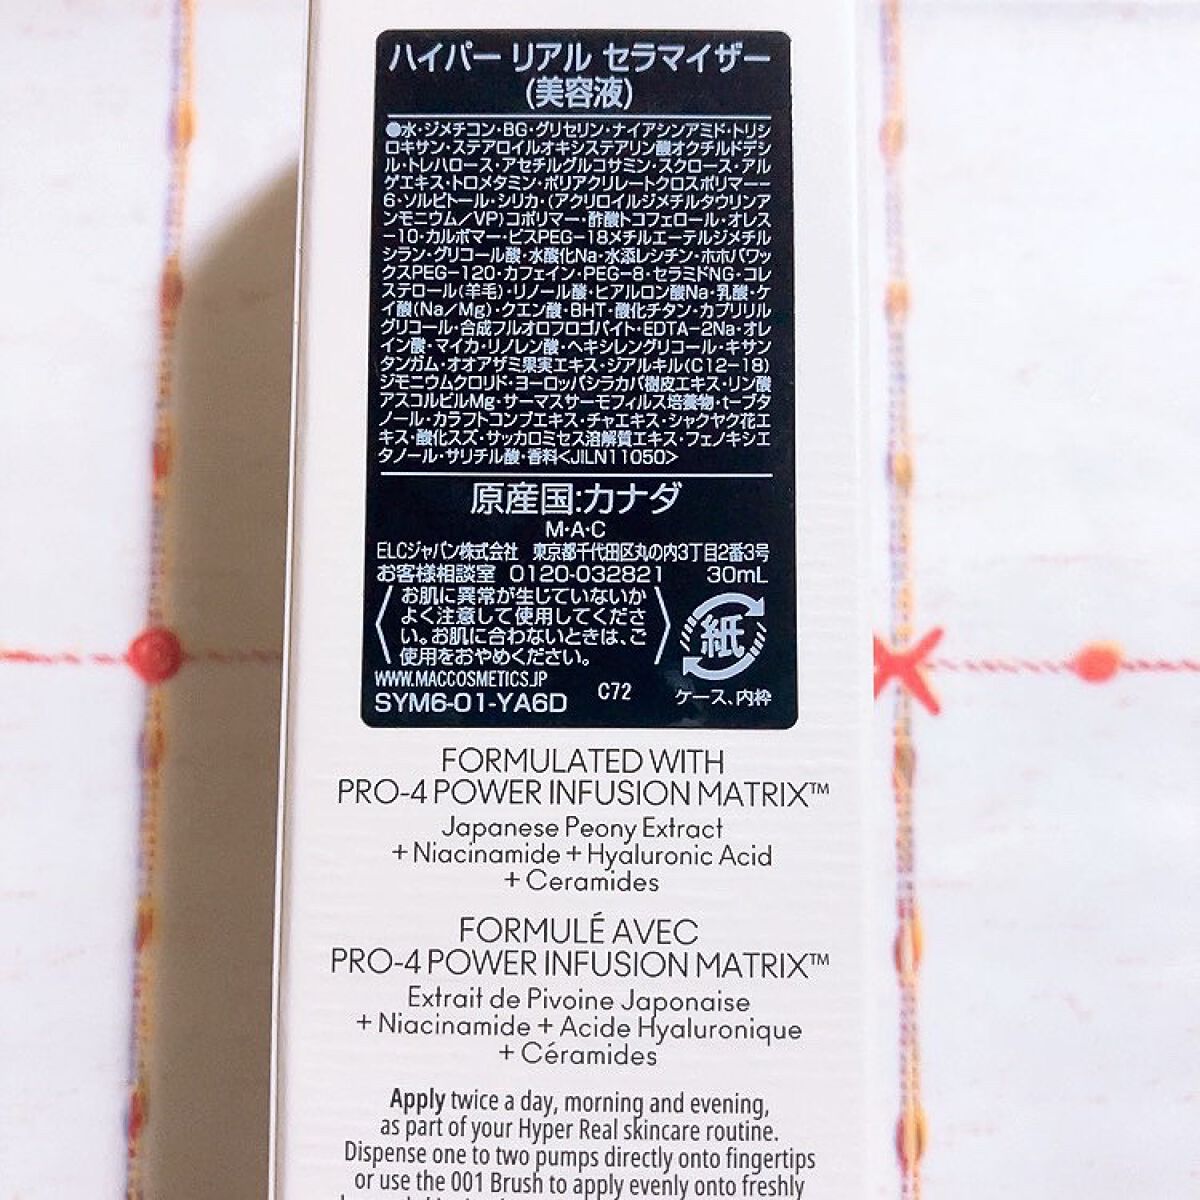 ハイパー リアル セラマイザー
(美容液)
●水・ジメチコン・BG・グリセリン・ナイアシンアミド・トリシ
ロキサン・ステアロイルオキシステアリン酸オクチルドデシ
ル・トレハロース・アセチルグルコサミン・スクロース・アル
ゲエキス・トロメタミン・ポリアクリレートクロスポリマー-
6・ソルビトール・シリカ・(アクリロイルジメチルタウリンア
ンモニウム/VP)コポリマー・酢酸トコフェロール・オレス
-10・カルボマー・ビスPEG-18メチルエーテルジメチル
シラン・グリコール酸・水酸化Na・水添レシチン・ホホバワッ
クスPEG-120・カフェイン・PEG-8・セラミドNG・コレ
ステロール(羊毛)・リノール酸・ヒアルロン酸Na・乳酸・ケ
イ酸(Na/Mg)・クエン酸・BHT・酸化チタン・カプリリル
グリコール・合成フルオロフロゴパイト・EDTA-2Na・オレ
イン酸・マイカ・リノレン酸・ヘキシレングリコール・キサン
タンガム・オオアザミ果実エキス・ジアルキル(C12-18)
ジモニウムクロリド・ヨーロッパシラカバ樹皮エキス・リン酸
アスコルビルMg・サーマスサーモフィルス培養物・t-ブタ
ノール・カラフトコンブエキス・チャエキス・シャクヤク花エ
キス・酸化スズ・サッカロミセス溶解質エキス・フェノキシエ
タノール・サリチル酸・香料<JILN11050>
原産国:カナダ
M・A・C
ELCジャパン株式会社 東京都千代田区丸の内3丁目2番3号
お客様相談室 0120-032821 30mL
お肌に異常が生じていないか
よく注意して使用してくださ
い。お肌に合わないときは、ご
使用をおやめください。
紙
WWW.MACCOSMETICS.JP
SYM6-01-YA6D C72 ケース、内枠
FORMULATED WITH
PRO-4 POWER INFUSION MATRIX™
Japanese Peony Extract
+ Niacinamide + Hyaluronic Acid
+ Ceramides
FORMULÉ AVEC
PRO-4 POWER INFUSION MATRIX™
Extrait de Pivoine Japonaise
+ Niacinamide + Acide Hyaluronique
+ Céramides
Apply twice a day, morning and evening,
as part of your Hyper Real skincare routine.
Dispense one to two pumps directly onto fingertips
or use the 001 Brush to apply evenly onto freshly